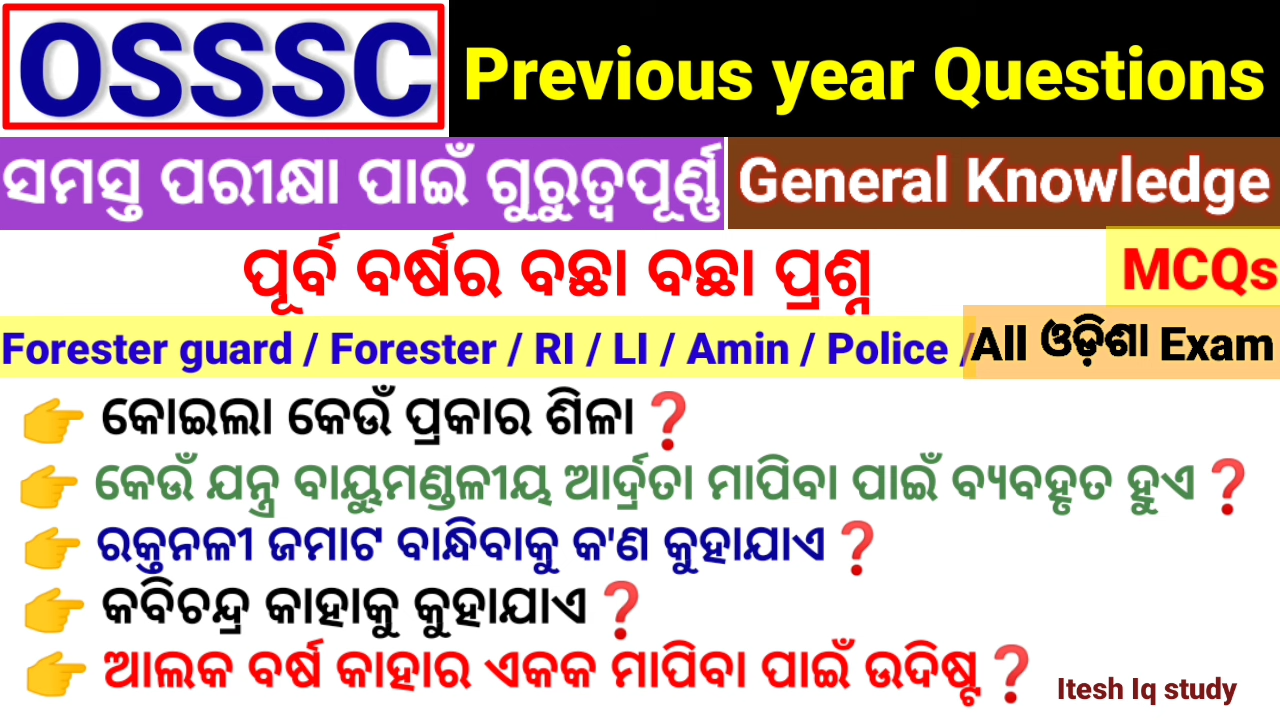 OSSSC Previous year Questions
ସମସ୍ତ ପରୀକ୍ଷା ପାଇଁ ଗୁରୁତ୍ୱପୂର୍ଣ୍ଣ General Knowledge
ପୂର୍ବ ବର୍ଷର ବଛା ବଛା ପ୍ରଶ୍ନ MCQs
Forester guard / Forester / RI / LI / Amin / Police / All ଓଡ଼ିଶା Exam
👉 କୋଇଲା କେଉଁ ପ୍ରକାର ଶିଳା❓
👉 କେଉଁ ଯନ୍ତ୍ର ବାୟୁମଣ୍ଡଳୀୟ ଆର୍ଦ୍ରତା ମାପିବା ପାଇଁ ବ୍ୟବହୃତ ହୁଏ❓
👉 ରକ୍ତନଳୀ ଜମାଟ ବାନ୍ଧିବାକୁ କ'ଣ କୁହାଯାଏ❓
👉 କବିଚନ୍ଦ୍ର କାହାକୁ କୁହାଯାଏ❓
👉 ଆଲକ ବର୍ଷ କାହାର ଏକକ ମାପିବା ପାଇଁ ଉଦିଷ୍ଟ❓
Itesh Iq study